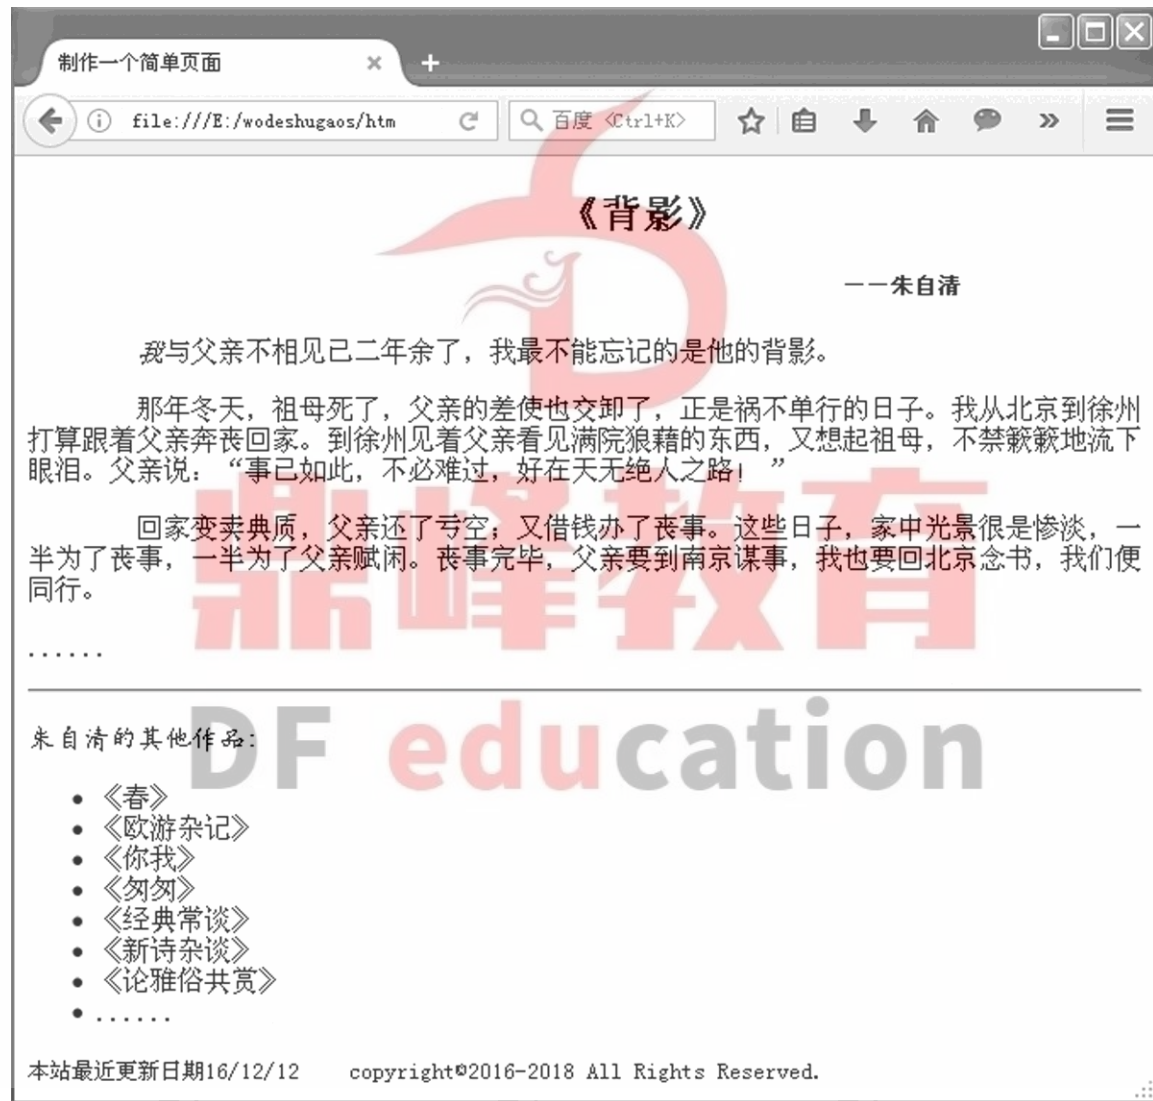 制作一个简单页面
file:///E:/wodeshugaos/htm
百度 <Ctrl+K>
《背影》
——朱自清
我与父亲不相见已二年余了，我最不能忘记的是他的背影。
那年冬天，祖母死了，父亲的差使也交卸了，正是祸不单行的日子。我从北京到徐州
打算跟着父亲奔丧回家。到徐州见着父亲看见满院狼藉的东西，又想起祖母，不禁簌簌地流下
眼泪。父亲说：“事已如此，不必难过，好在天无绝人之路！”
回家变卖典质，父亲还了亏空；又借钱办了丧事。这些日子，家中光景很是惨淡，一
半为了丧事，一半为了父亲赋闲。丧事完毕，父亲要到南京谋事，我也要回北京念书，我们便
同行。
......
朱自清的其他作品:
《春》
《欧游杂记》
《你我》
《匆匆》
《经典常谈》
《新诗杂谈》
《论雅俗共赏》
......
本站最近更新日期16/12/12 copyright©2016-2018 All Rights Reserved.
鼎峰教育
DF education